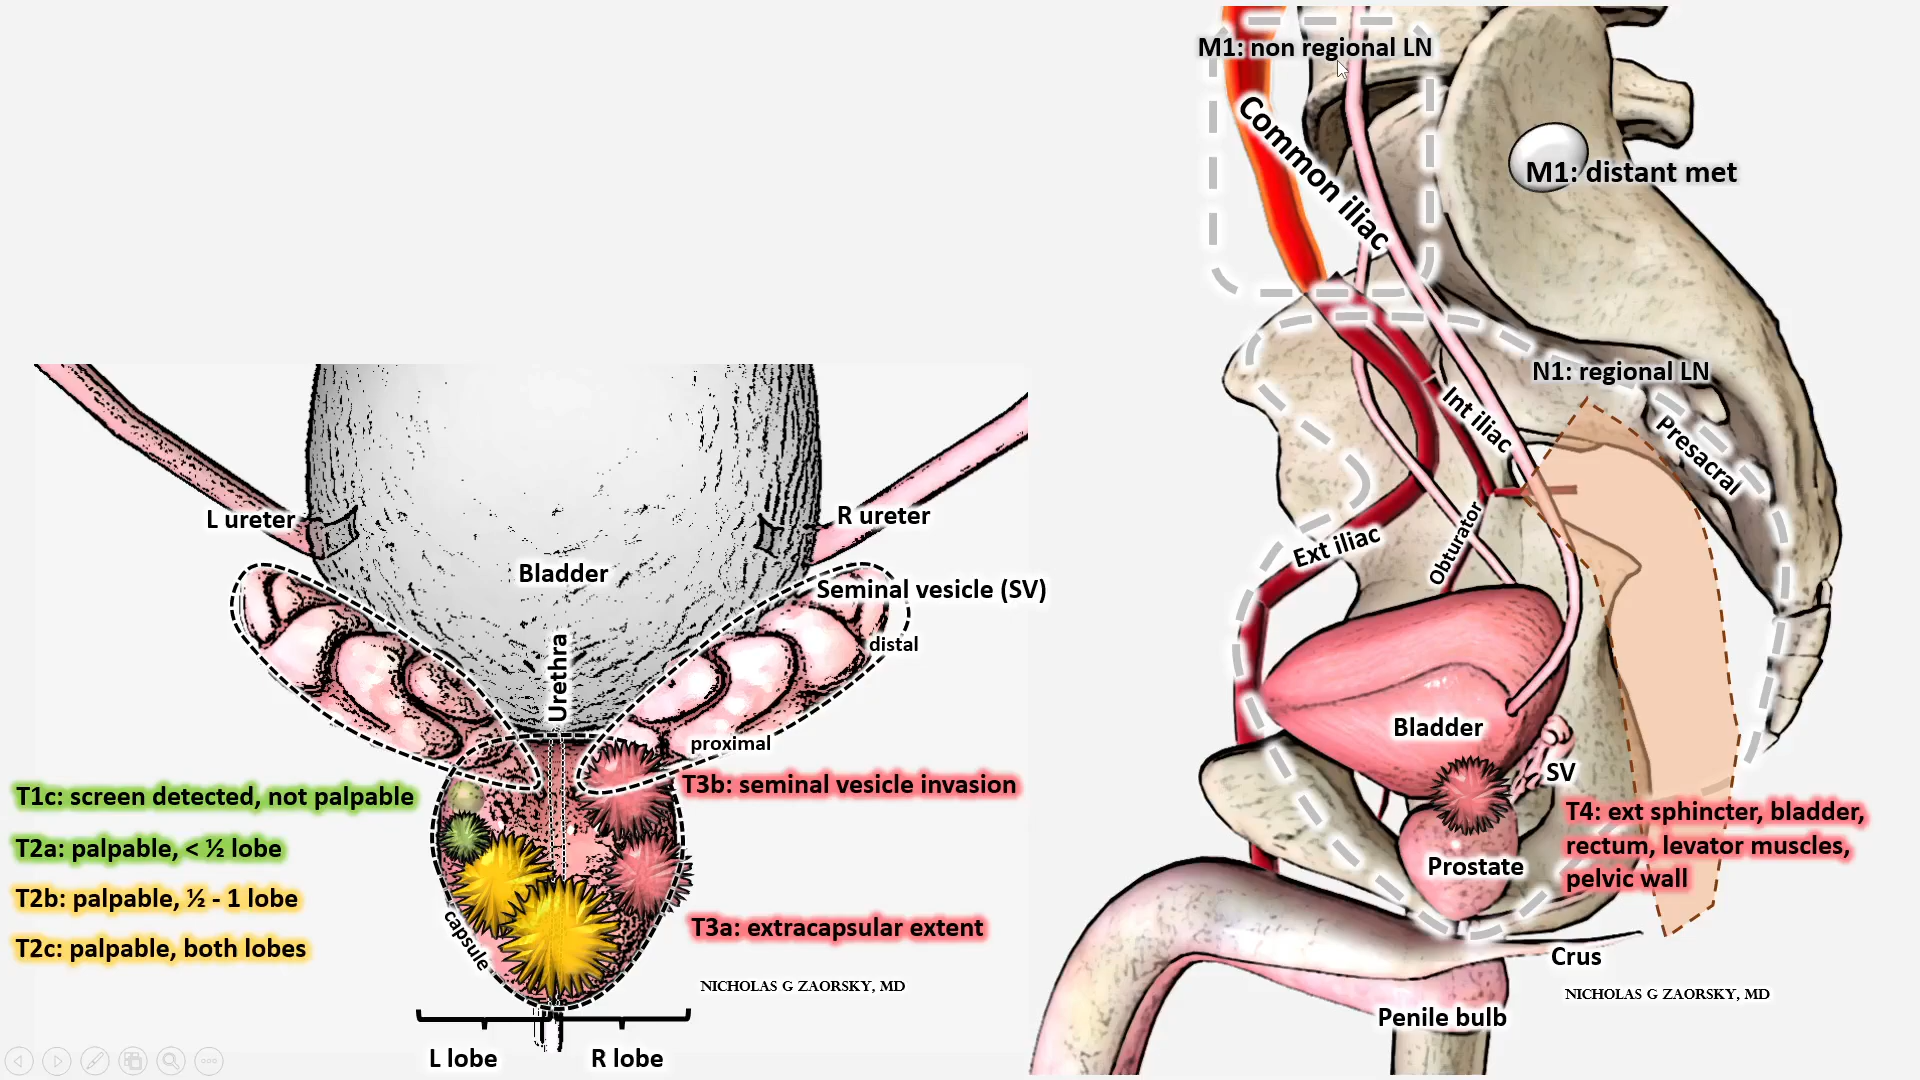 L ureter
R ureter
Bladder
Seminal vesicle (SV)
distal
Urethra
proximal
T1c: screen detected, not palpable
T2a: palpable, < ½ lobe
T2b: palpable, ½ - 1 lobe
T2c: palpable, both lobes
T3b: seminal vesicle invasion
T3a: extracapsular extent
capsule
NICHOLAS G ZAORSKY, MD
L lobe
R lobe
M1: non regional LN
Common iliac
M1: distant met
N1: regional LN
Int iliac
Presacral
Ext iliac
Obturator
Bladder
SV
T4: ext sphincter, bladder,
rectum, levator muscles,
pelvic wall
Prostate
Crus
NICHOLAS G ZAORSKY, MD
Penile bulb